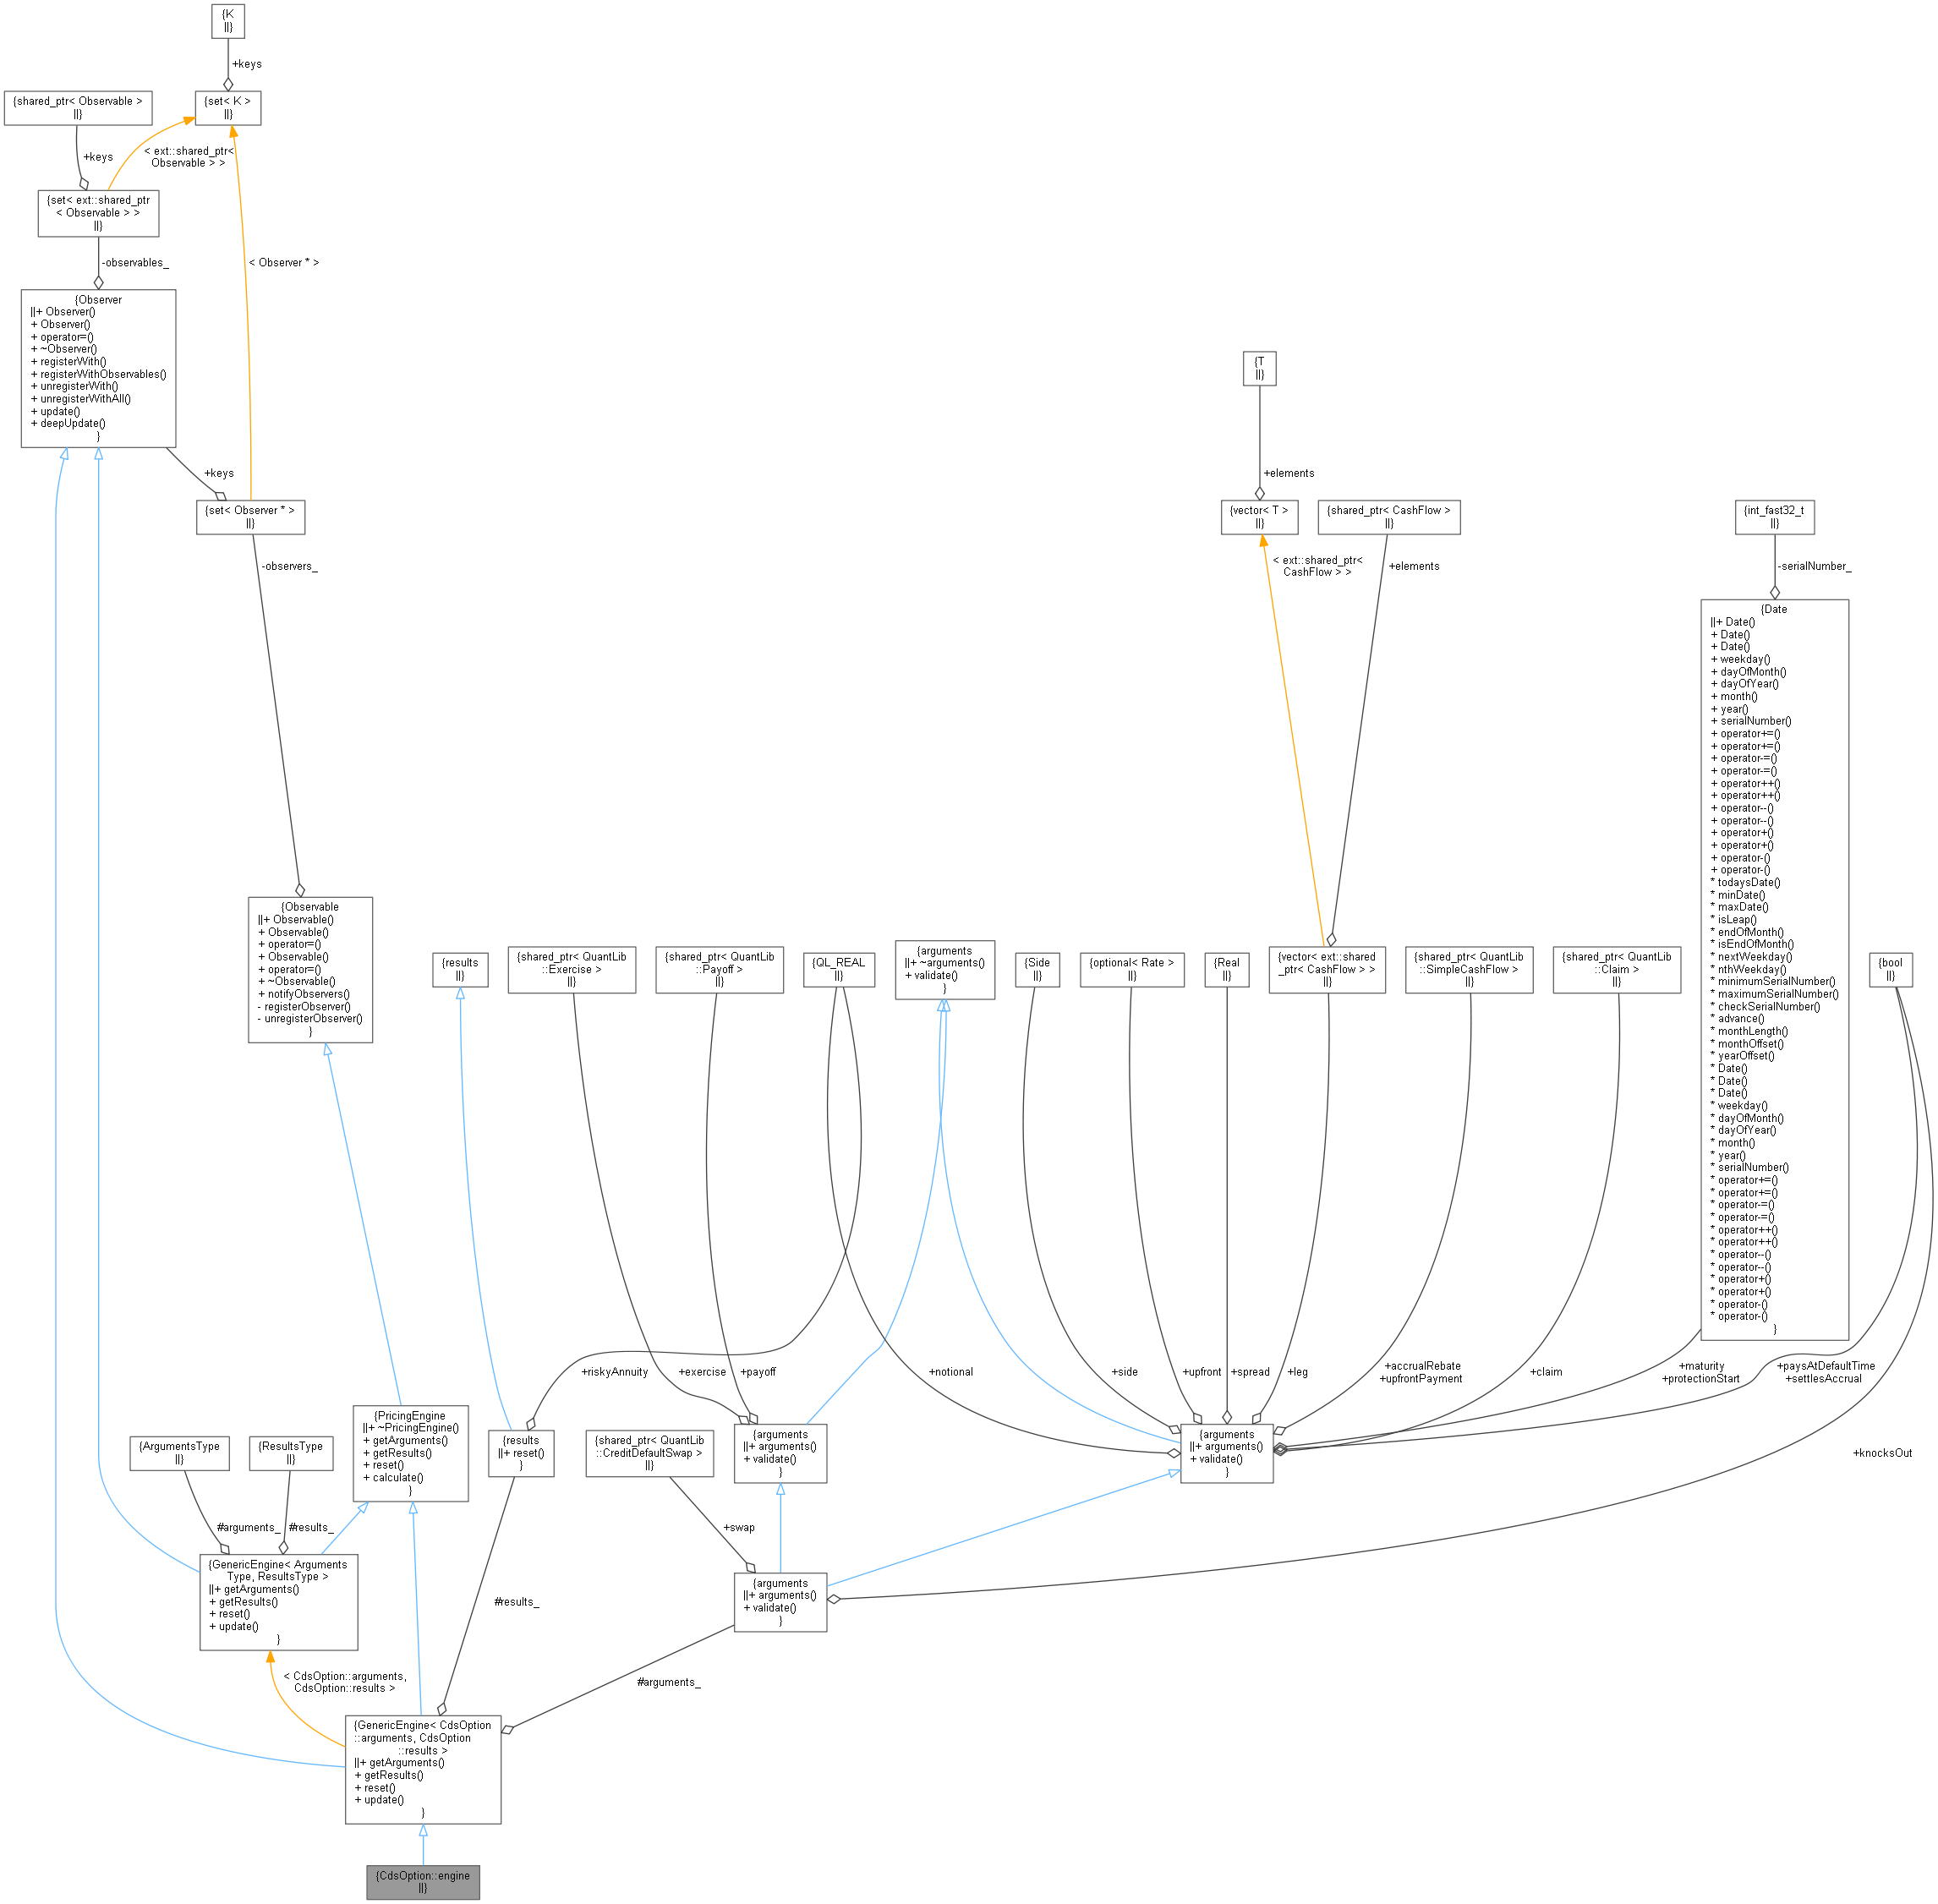 {K
||}
+keys
{shared_ptr< Observable >
||}
{set< K >
||}
+keys
< ext::shared_ptr<
Observable > >
{set< ext::shared_ptr
< Observable > >
||}
-observables_
< Observer * >
{Observer
||+ Observer()
+ Observer()
+ operator=()
+ ~Observer()
+ registerWith()
+ registerWithObservables()
+ unregisterWith()
+ unregisterWithAll()
+ update()
+ deepUpdate()
}
{T
||}
+keys
+elements
{set< Observer * >
||}
{vector< T >
||}
{shared_ptr< CashFlow >
||}
{int_fast32_t
||}
-observers_
< ext::shared_ptr<
CashFlow > >
+elements
-serialNumber_
{Date
||+ Date()
+ Date()
+ Date()
+ weekday()
+ dayOfMonth()
+ dayOfYear()
+ month()
+ year()
+ serialNumber()
+ operator+=()
+ operator+=()
+ operator-=()
+ operator-=()
+ operator++()
+ operator++()
+ operator--()
+ operator--()
+ operator+()
+ operator+()
+ operator-()
+ operator-()
* todaysDate()
* minDate()
* maxDate()
* isLeap()
* endOfMonth()
* isEndOfMonth()
* nextWeekday()
* nthWeekday()
* minimumSerialNumber()
* maximumSerialNumber()
* checkSerialNumber()
* advance()
* monthLength()
* monthOffset()
* yearOffset()
* Date()
* Date()
* Date()
* weekday()
* dayOfMonth()
* dayOfYear()
* month()
* year()
* serialNumber()
* operator+=()
* operator+=()
* operator-=()
* operator-=()
* operator++()
* operator++()
* operator--()
* operator--()
* operator+()
* operator+()
* operator-()
* operator-()
}
{Observable
||+ Observable()
+ Observable()
+ operator=()
+ Observable()
+ operator=()
+ ~Observable()
+ notifyObservers()
- registerObserver()
- unregisterObserver()
}
{results
||}
{shared_ptr< QuantLib
::Exercise >
||}
{shared_ptr< QuantLib
::Payoff >
||}
{QL_REAL
||}
{arguments
||+ ~arguments()
+ validate()
}
{Side
||}
{optional< Rate >
||}
{Real
||}
{vector< ext::shared
_ptr< CashFlow > >
||}
{shared_ptr< QuantLib
::SimpleCashFlow >
||}
{shared_ptr< QuantLib
::Claim >
||}
{bool
||}
+riskyAnnuity
+exercise
+payoff
+notional
+side
+upfront
+spread
+leg
+accrualRebate
+upfrontPayment
+claim
+maturity
+protectionStart
+paysAtDefaultTime
+settlesAccrual
{PricingEngine
||+ ~PricingEngine()
+ getArguments()
+ getResults()
+ reset()
+ calculate()
}
{ArgumentsType
||}
{ResultsType
||}
{results
||+ reset()
}
{shared_ptr< QuantLib
::CreditDefaultSwap >
||}
{arguments
||+ arguments()
+ validate()
}
{arguments
||+ arguments()
+ validate()
}
+knocksOut
#arguments_
#results_
+swap
{GenericEngine< Arguments
Type, ResultsType >
||+ getArguments()
+ getResults()
+ reset()
+ update()
}
#results_
{arguments
||+ arguments()
+ validate()
}
< CdsOption::arguments,
CdsOption::results >
#arguments_
{GenericEngine< CdsOption
::arguments, CdsOption
::results >
||+ getArguments()
+ getResults()
+ reset()
+ update()
}
{CdsOption::engine
||}